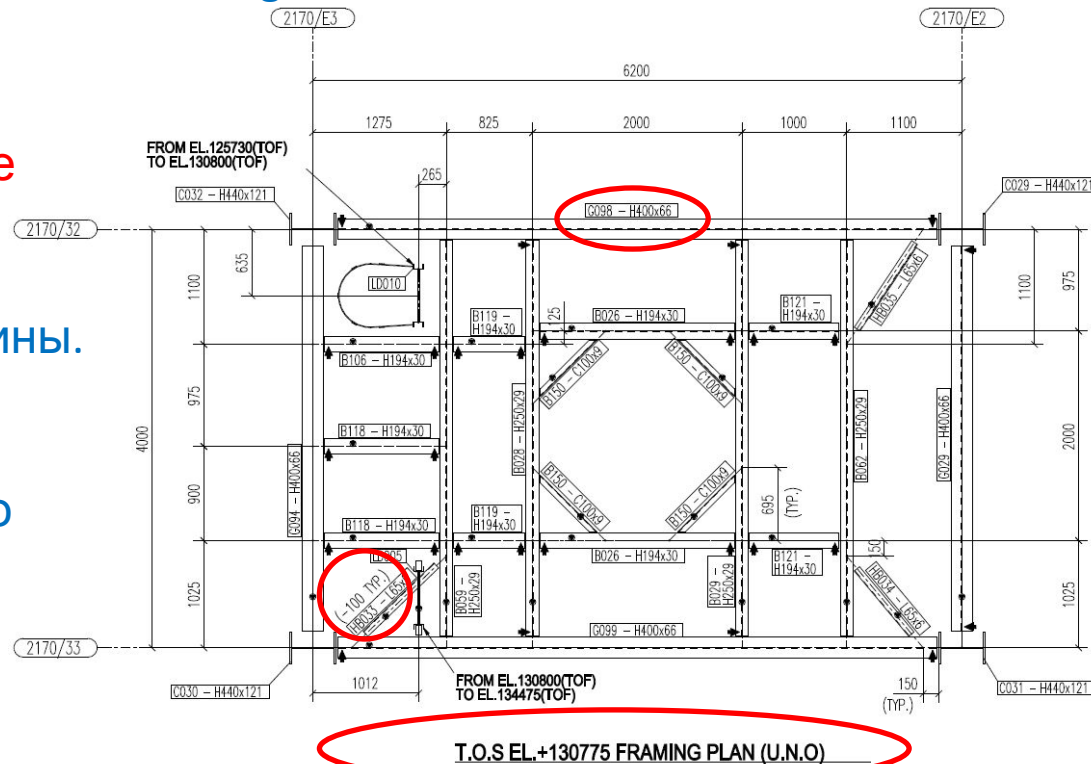 2170/E3
2170/E2
6200
1275
825
2000
1000
1100
FROM EL.125730(TOF)
TO EL.130800(TOF)
265
е
C032 – H440x121
C029 – H440x121
G098 – H400x66
2170/32
635
1100
LD010
1100
975
B119 –
H194x30
125
B026 – H194x30
B121 –
H194x30
HB035 – L65x6
ины.
B106 – H194x30
B150 – C100x9
B150 – C100x9
975
4000
B118 – H194x30
G094 – H400x66
B028 – H250x29
B062 – H250x29
G029 – H400x66
2000
900
B150 – C100x9
B150 – C100x9
695
(TYP.)
о
B118 – H194x30
B119 –
H194x30
B026 – H194x30
B121 –
H194x30
150
1025
(-100 TYP.)
B059 –
H250x29
B029 –
H250x29
HB034 – L65x6
1025
G099 – H400x66
2170/33
C030 – H440x121
1012
FROM EL.130800(TOF)
TO EL.134475(TOF)
150
(TYP.)
C031 – H440x121
T.O.S EL.+130775 FRAMING PLAN (U.N.O)